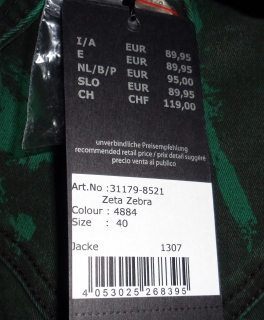 I/A EUR 89,95
E EUR 89,95
NL/B/P EUR 95,00
SLO EUR 89,95
CH CHF 119,00
unverbindliche Preisempfehlung
recommended retail price / prix détail suggéré
precio venta al publico
Art.No :31179-8521
Zeta Zebra
Colour : 4884
Size : 40
Jacke 1307
4 053025 268395